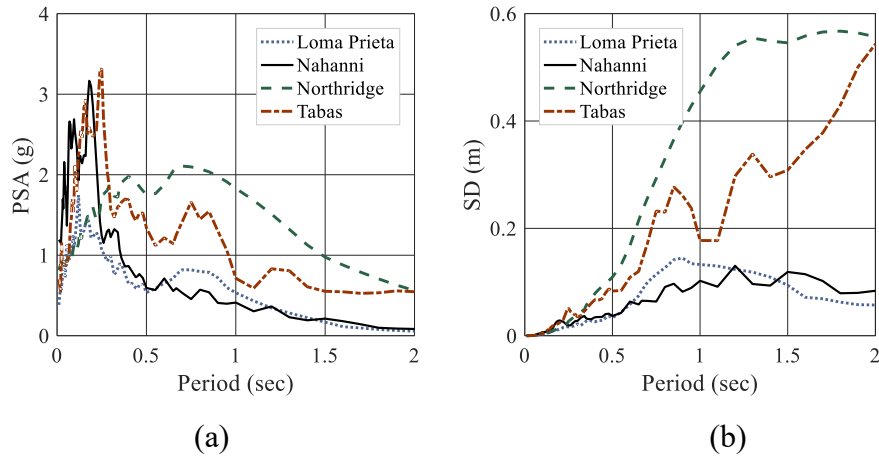 4
3
2
1
0
PSA (g)
Loma Prieta
Nahanni
Northridge
Tabas
0 0.5 1 1.5 2
Period (sec)
(a)
0.6
0.4
0.2
0
SD (m)
Loma Prieta
Nahanni
Northridge
Tabas
0 0.5 1 1.5 2
Period (sec)
(b)